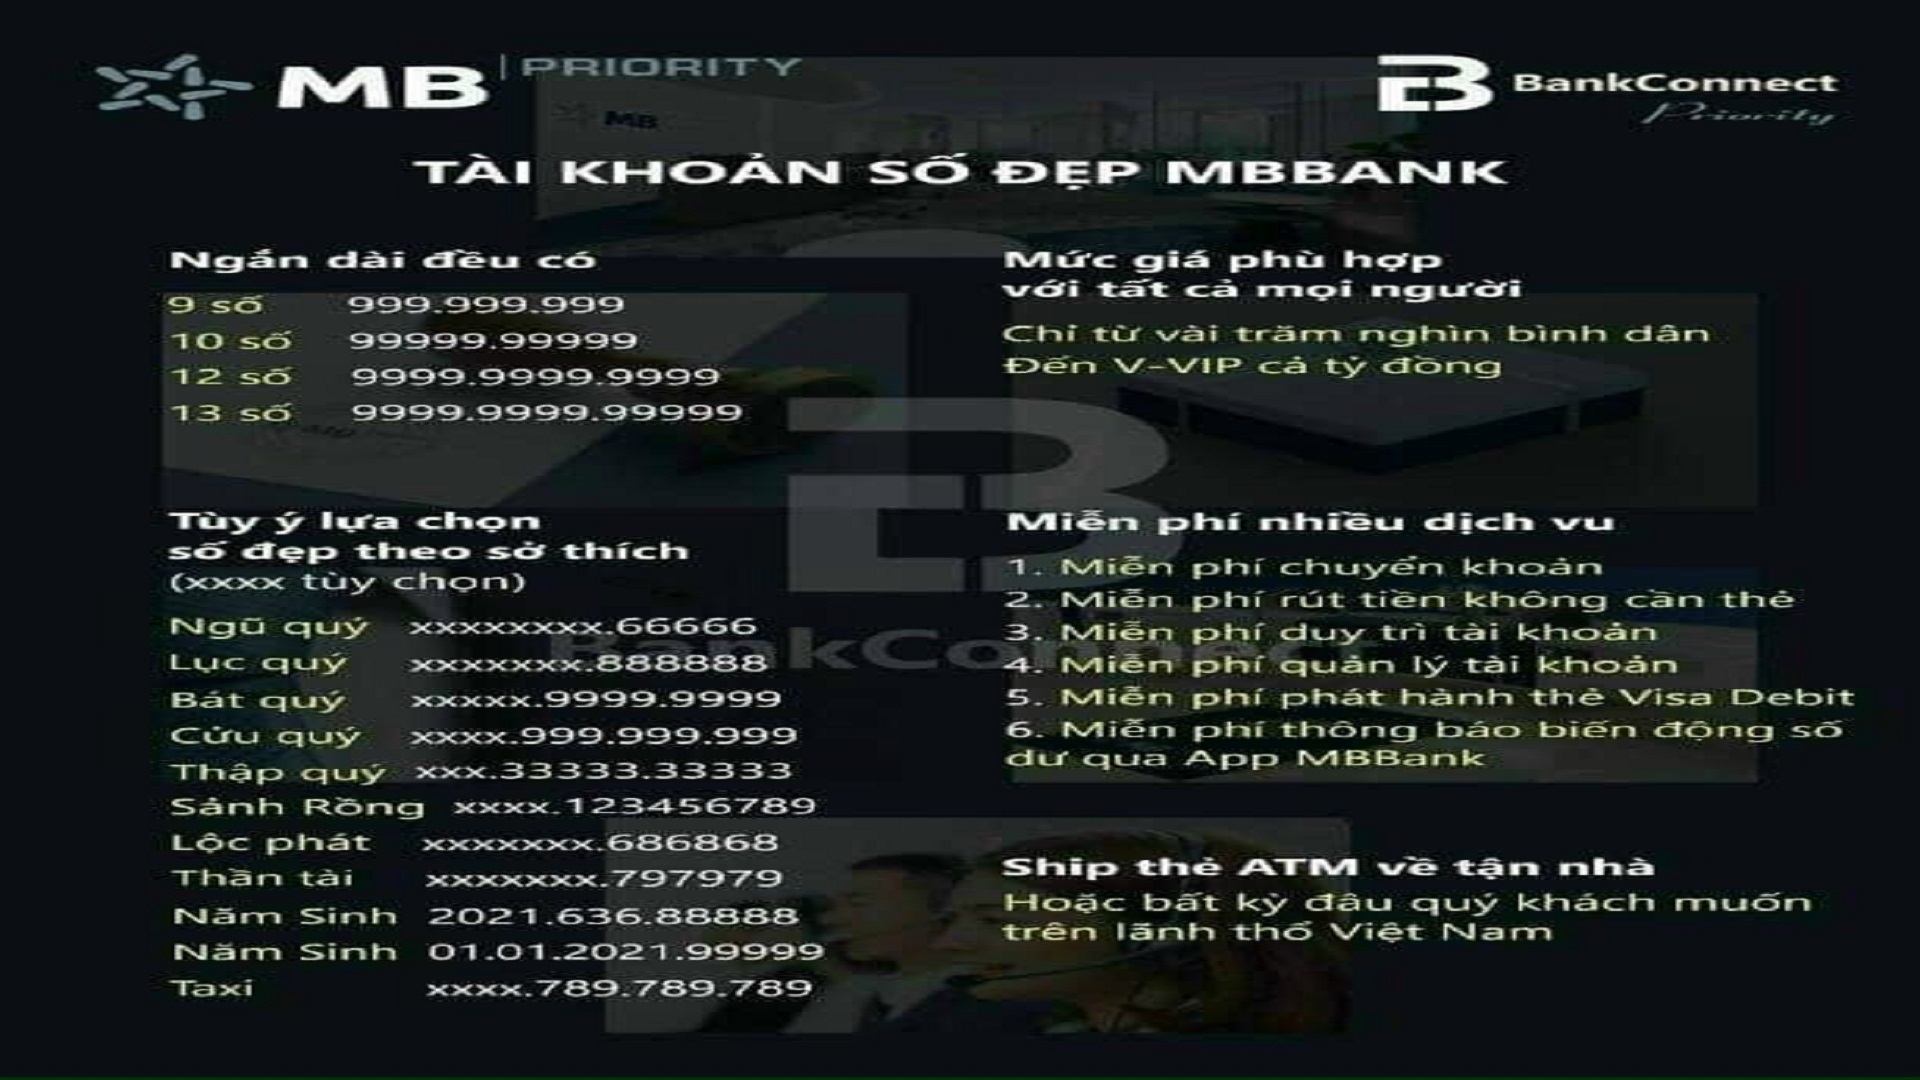 MB | PRIORITY
BankConnect
Priority
MB
TÀI KHOẢN SỐ ĐẸP MBBANK
Ngắn dài đều có
9 số 999.999.999
10 số 99999.99999
12 số 9999.9999.9999
13 số 9999.9999.99999
Tùy ý lựa chọn
số đẹp theo sở thích
(xxxx tùy chọn)
Ngũ quý xxxxxxxx.66666
Lục quý xxxxxxx.888888
Bát quý xxxxx.9999.9999
Cửu quý xxxx.999.999.999
Thập quý xxx.33333.33333
Sảnh Rồng xxxx.123456789
Lộc phát xxxxxxx.686868
Thần tài xxxxxxx.797979
Năm Sinh 2021.636.88888
Năm Sinh 01.01.2021.99999
Taxi xxxx.789.789.789
Mức giá phù hợp
với tất cả mọi người
Chỉ từ vài trăm nghìn bình dân
Đến V-VIP cả tỷ đồng
Miễn phí nhiều dịch vu
1. Miễn phí chuyển khoản
2. Miễn phí rút tiền không cần thẻ
3. Miễn phí duy trì tài khoản
4. Miễn phí quản lý tài khoản
5. Miễn phí phát hành thẻ Visa Debit
6. Miễn phí thông báo biến động số
dư qua App MBBank
Ship thẻ ATM về tận nhà
Hoặc bất kỳ đâu quý khách muốn
trên lãnh thổ Việt Nam
BankConnect